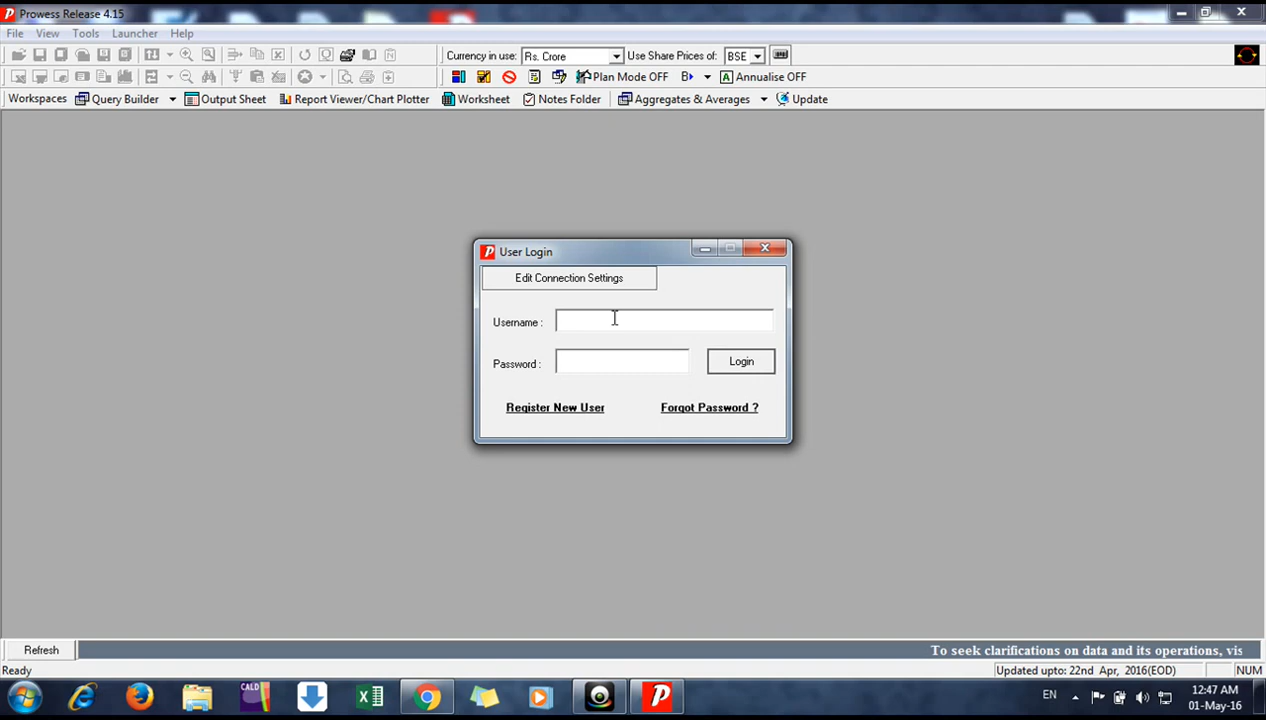 Prowess Release 4.15
File View Tools Launcher Help
Currency in use: Rs. Crore Use Share Prices of: BSE
Plan Mode OFF Annualise OFF
Workspaces Query Builder Output Sheet Report Viewer/Chart Plotter Worksheet Notes Folder Aggregates & Averages Update
User Login
Edit Connection Settings
Username :
Password :
Login
Register New User Forgot Password ?
Refresh To seek clarifications on data and its operations, vis
Ready Updated upto: 22nd Apr, 2016(EOD) NUM
CALD
EN 12:47 AM
01-May-16